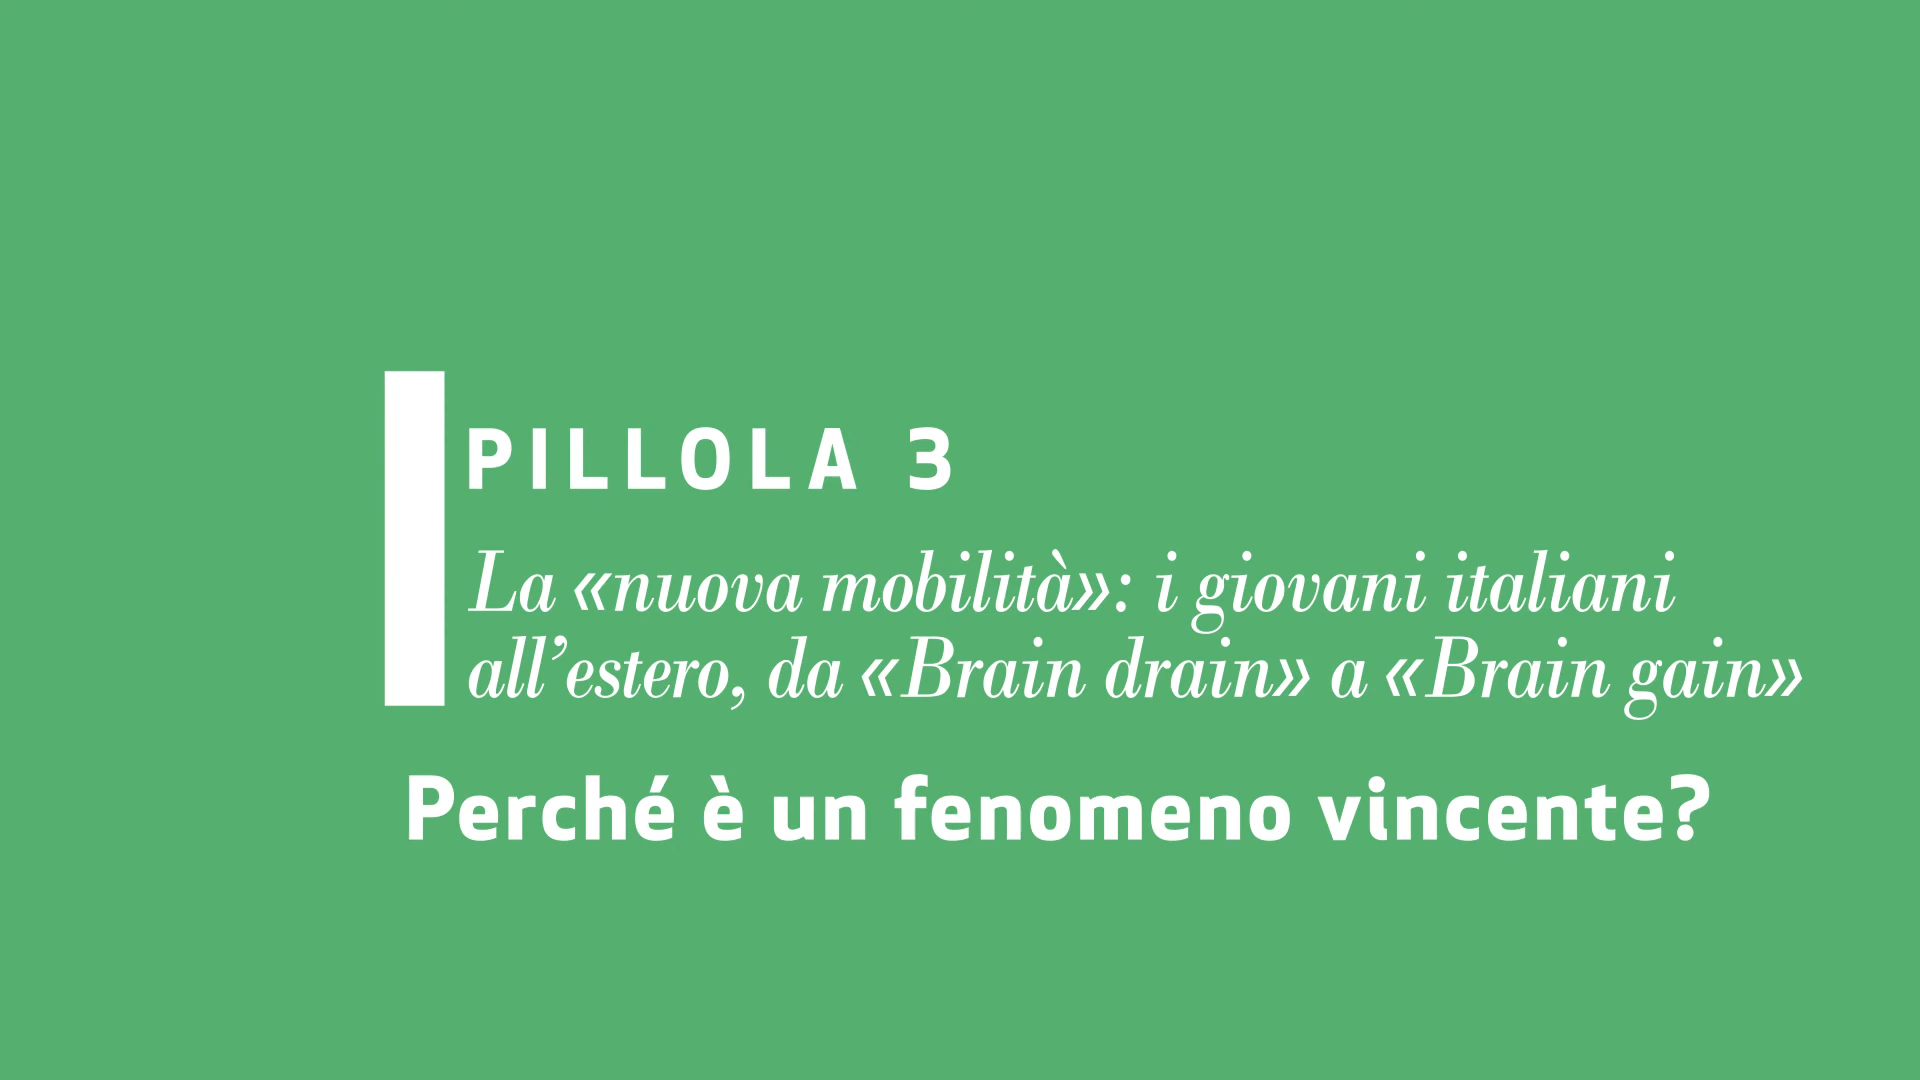 PILLOLA 3
La «nuova mobilità»: i giovani italiani
all’estero, da «Brain drain» a «Brain gain»
Perché è un fenomeno vincente?